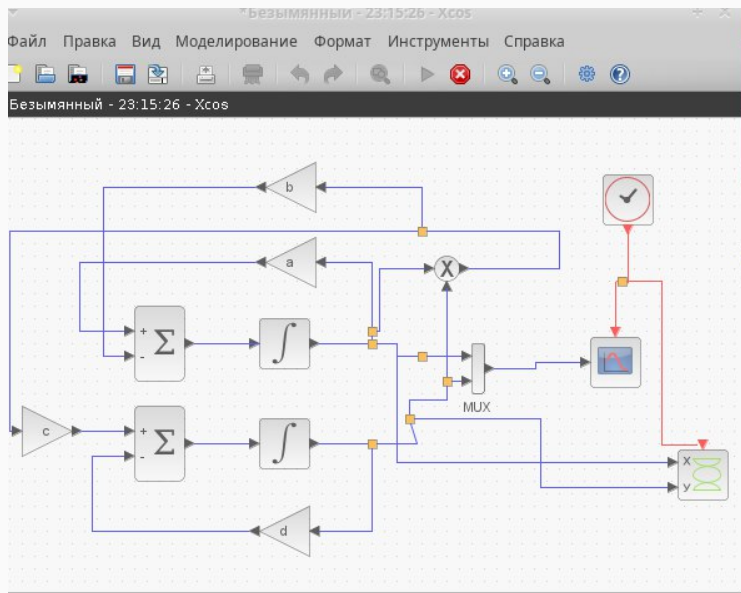 *Безымянный - 23:15:26 - Xcos
Файл Правка Вид Моделирование Формат Инструменты Справка
Безымянный - 23:15:26 - Xcos
b
a
X
+
-
Σ
∫
MUX
c
+
-
Σ
∫
X
y
d